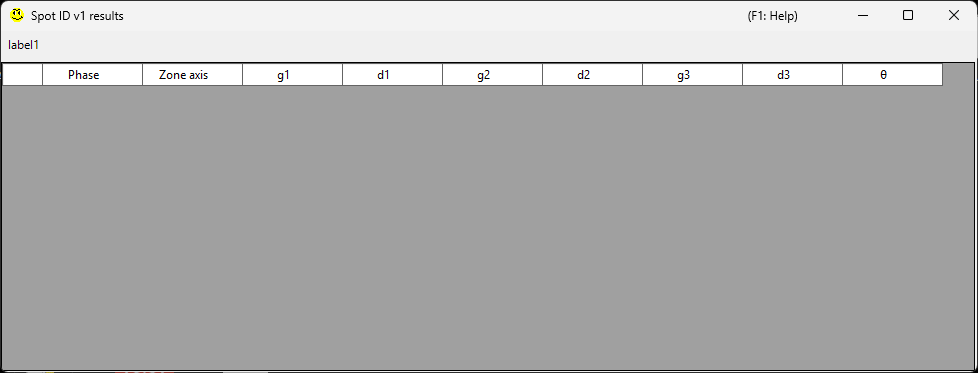 Spot ID v1 results (F1: Help)
label1
Phase Zone axis g1 d1 g2 d2 g3 d3 θ